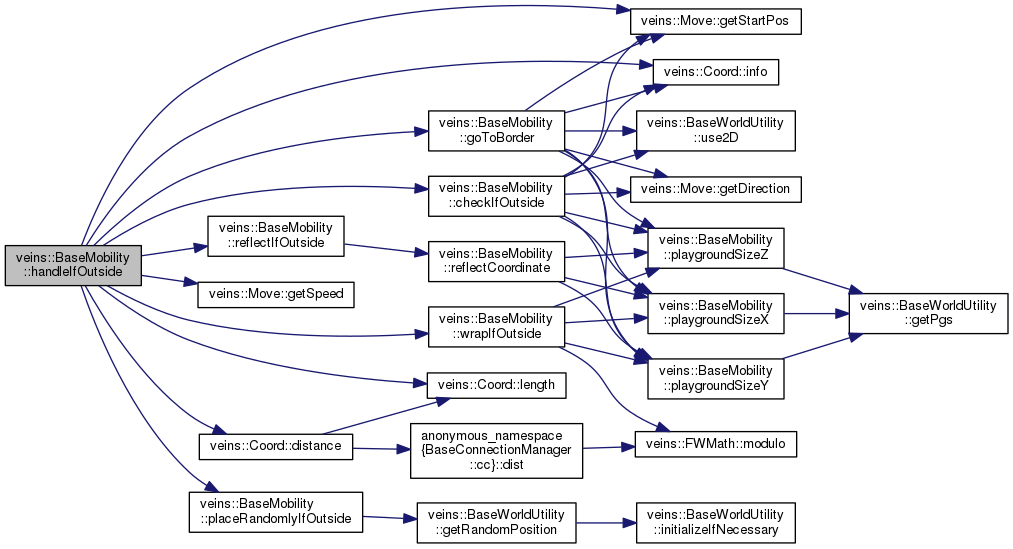 veins::BaseMobility
::handleIfOutside
veins::Move::getStartPos
veins::Coord::info
veins::BaseMobility
::goToBorder
veins::BaseWorldUtility
::use2D
veins::BaseMobility
::checkIfOutside
veins::Move::getDirection
veins::BaseMobility
::reflectIfOutside
veins::BaseMobility
::reflectCoordinate
veins::BaseMobility
::playgroundSizeZ
veins::Move::getSpeed
veins::BaseMobility
::wrapIfOutside
veins::BaseMobility
::playgroundSizeX
veins::BaseWorldUtility
::getPgs
veins::BaseMobility
::playgroundSizeY
veins::Coord::length
veins::Coord::distance
anonymous_namespace
{BaseConnectionManager
.cc}::dist
veins::FWMath::modulo
veins::BaseMobility
::placeRandomlyIfOutside
veins::BaseWorldUtility
::getRandomPosition
veins::BaseWorldUtility
::initializeIfNecessary